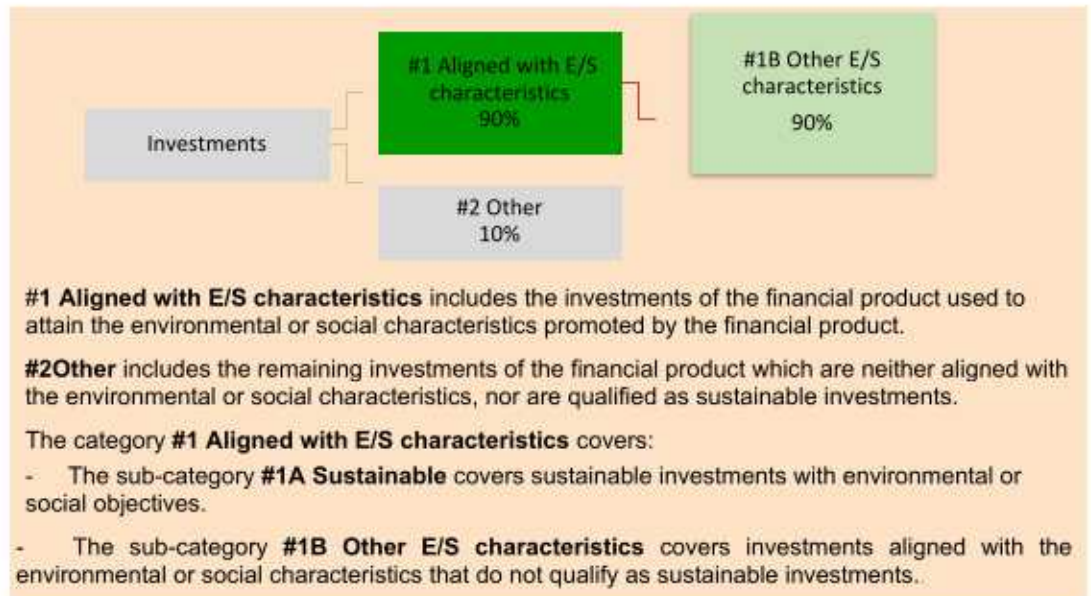 #1 Aligned with E/S
characteristics
90%
#1B Other E/S
characteristics
90%
Investments
#2 Other
10%
#1 Aligned with E/S characteristics includes the investments of the financial product used to
attain the environmental or social characteristics promoted by the financial product.
#2Other includes the remaining investments of the financial product which are neither aligned with
the environmental or social characteristics, nor are qualified as sustainable investments.
The category #1 Aligned with E/S characteristics covers:
- The sub-category #1A Sustainable covers sustainable investments with environmental or
social objectives.
- The sub-category #1B Other E/S characteristics covers investments aligned with the
environmental or social characteristics that do not qualify as sustainable investments.